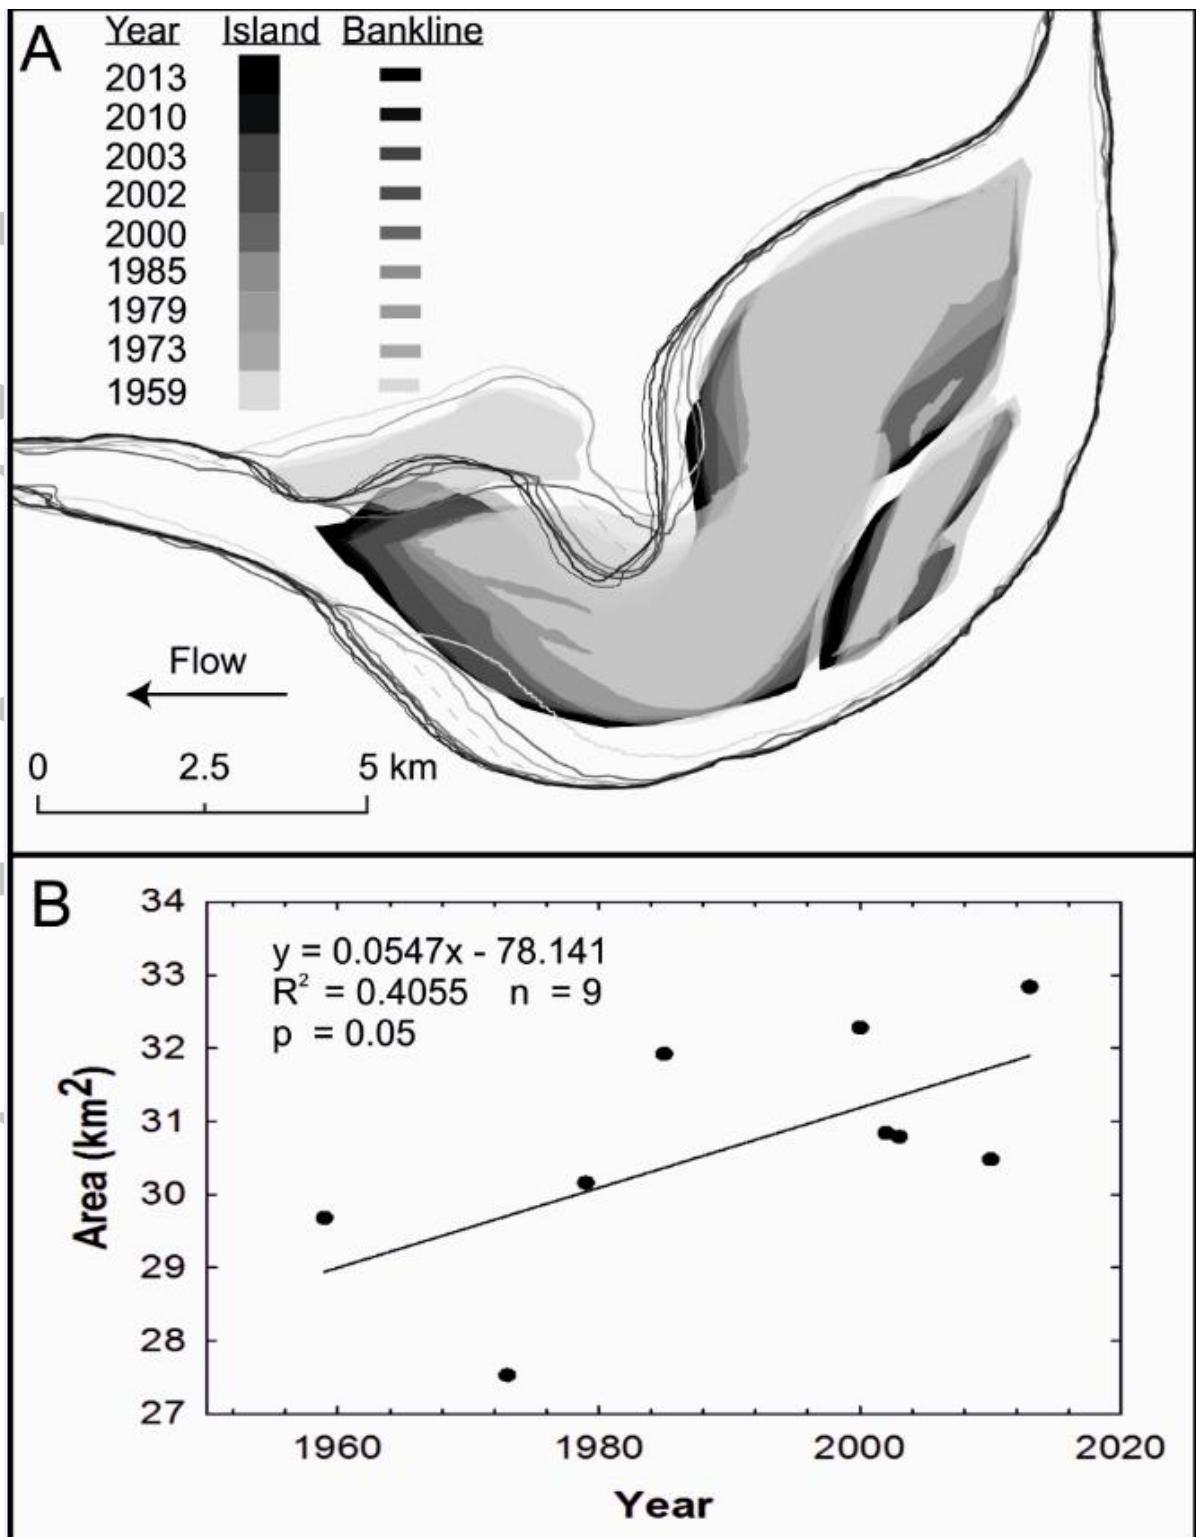 A
Year Island Bankline
2013
2010
2003
2002
2000
1985
1979
1973
1959
Flow
0 2.5 5 km
B
y = 0.0547x - 78.141
R² = 0.4055 n = 9
p = 0.05
34
33
32
31
30
29
28
27
Area (km²)
1960 1980 2000 2020
Year